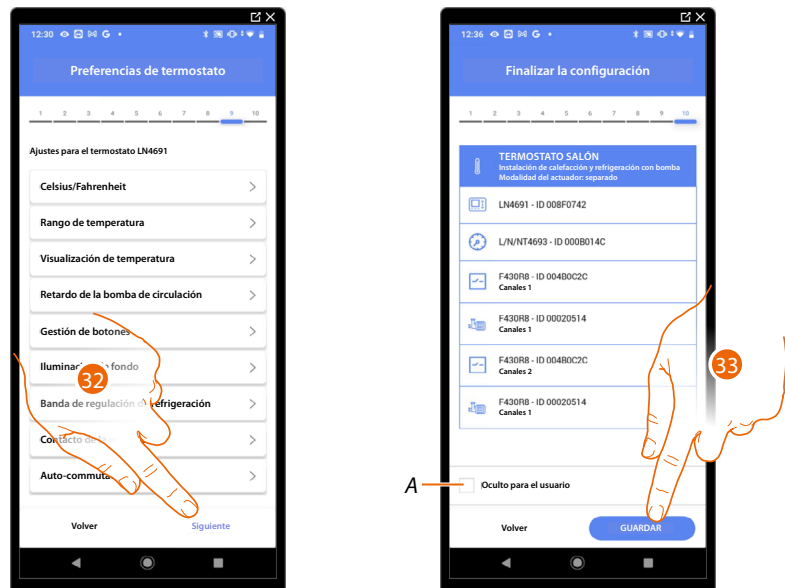 12:30 G
Preferencias de termostato
1 2 3 4 5 6 7 8 9 10
Ajustes para el termostato LN4691
Celsius/Fahrenheit
Rango de temperatura
Visualización de temperatura
Retardo de la bomba de circulación
Gestión de botones
fondo
32
Banda de regulación refrigeración
Auto-commuta
Volver
Siguiente
12:36 G
Finalizar la configuración
1 2 3 4 5 6 7 8 9 10
TERMOSTATO SALÓN
Instalación de calefacción y refrigeración con bomba
Modalidad del actuador: separado
LN4691 - ID 008F0742
L/N/NT4693 - ID 000B014C
F430R8 - ID 004B0C2C
Canales 1
F430R8 - ID 00020514
Canales 1
F430R8 - ID 004B0C2C
Canales 2
33
F430R8 - ID 00020514
Canales 1
A
Oculto para el usuario
Volver
GUARDAR